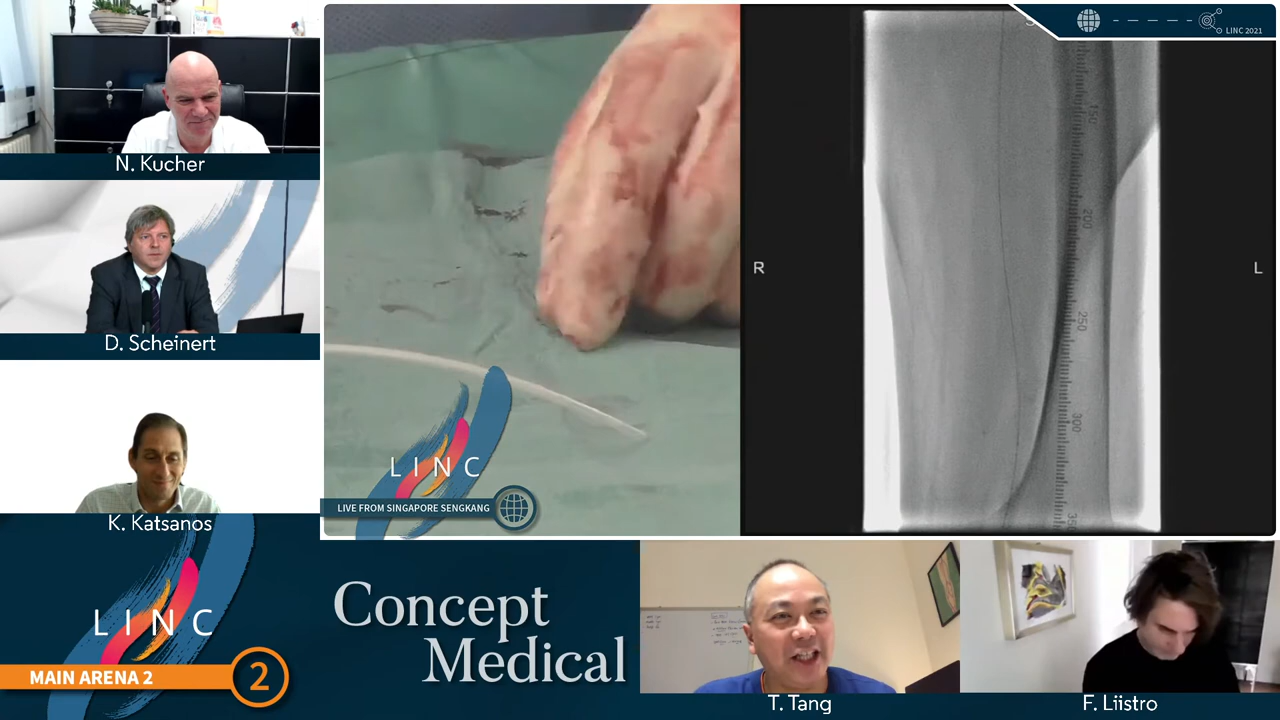 N. Kucher
D. Scheinert
K. Katsanos
LINC
MAIN ARENA 2
2
LINC
LIVE FROM SINGAPORE SENGKANG
R
L
150
200
250
300
LINC 2021
Concept
Medical
T. Tang
F. Liistro